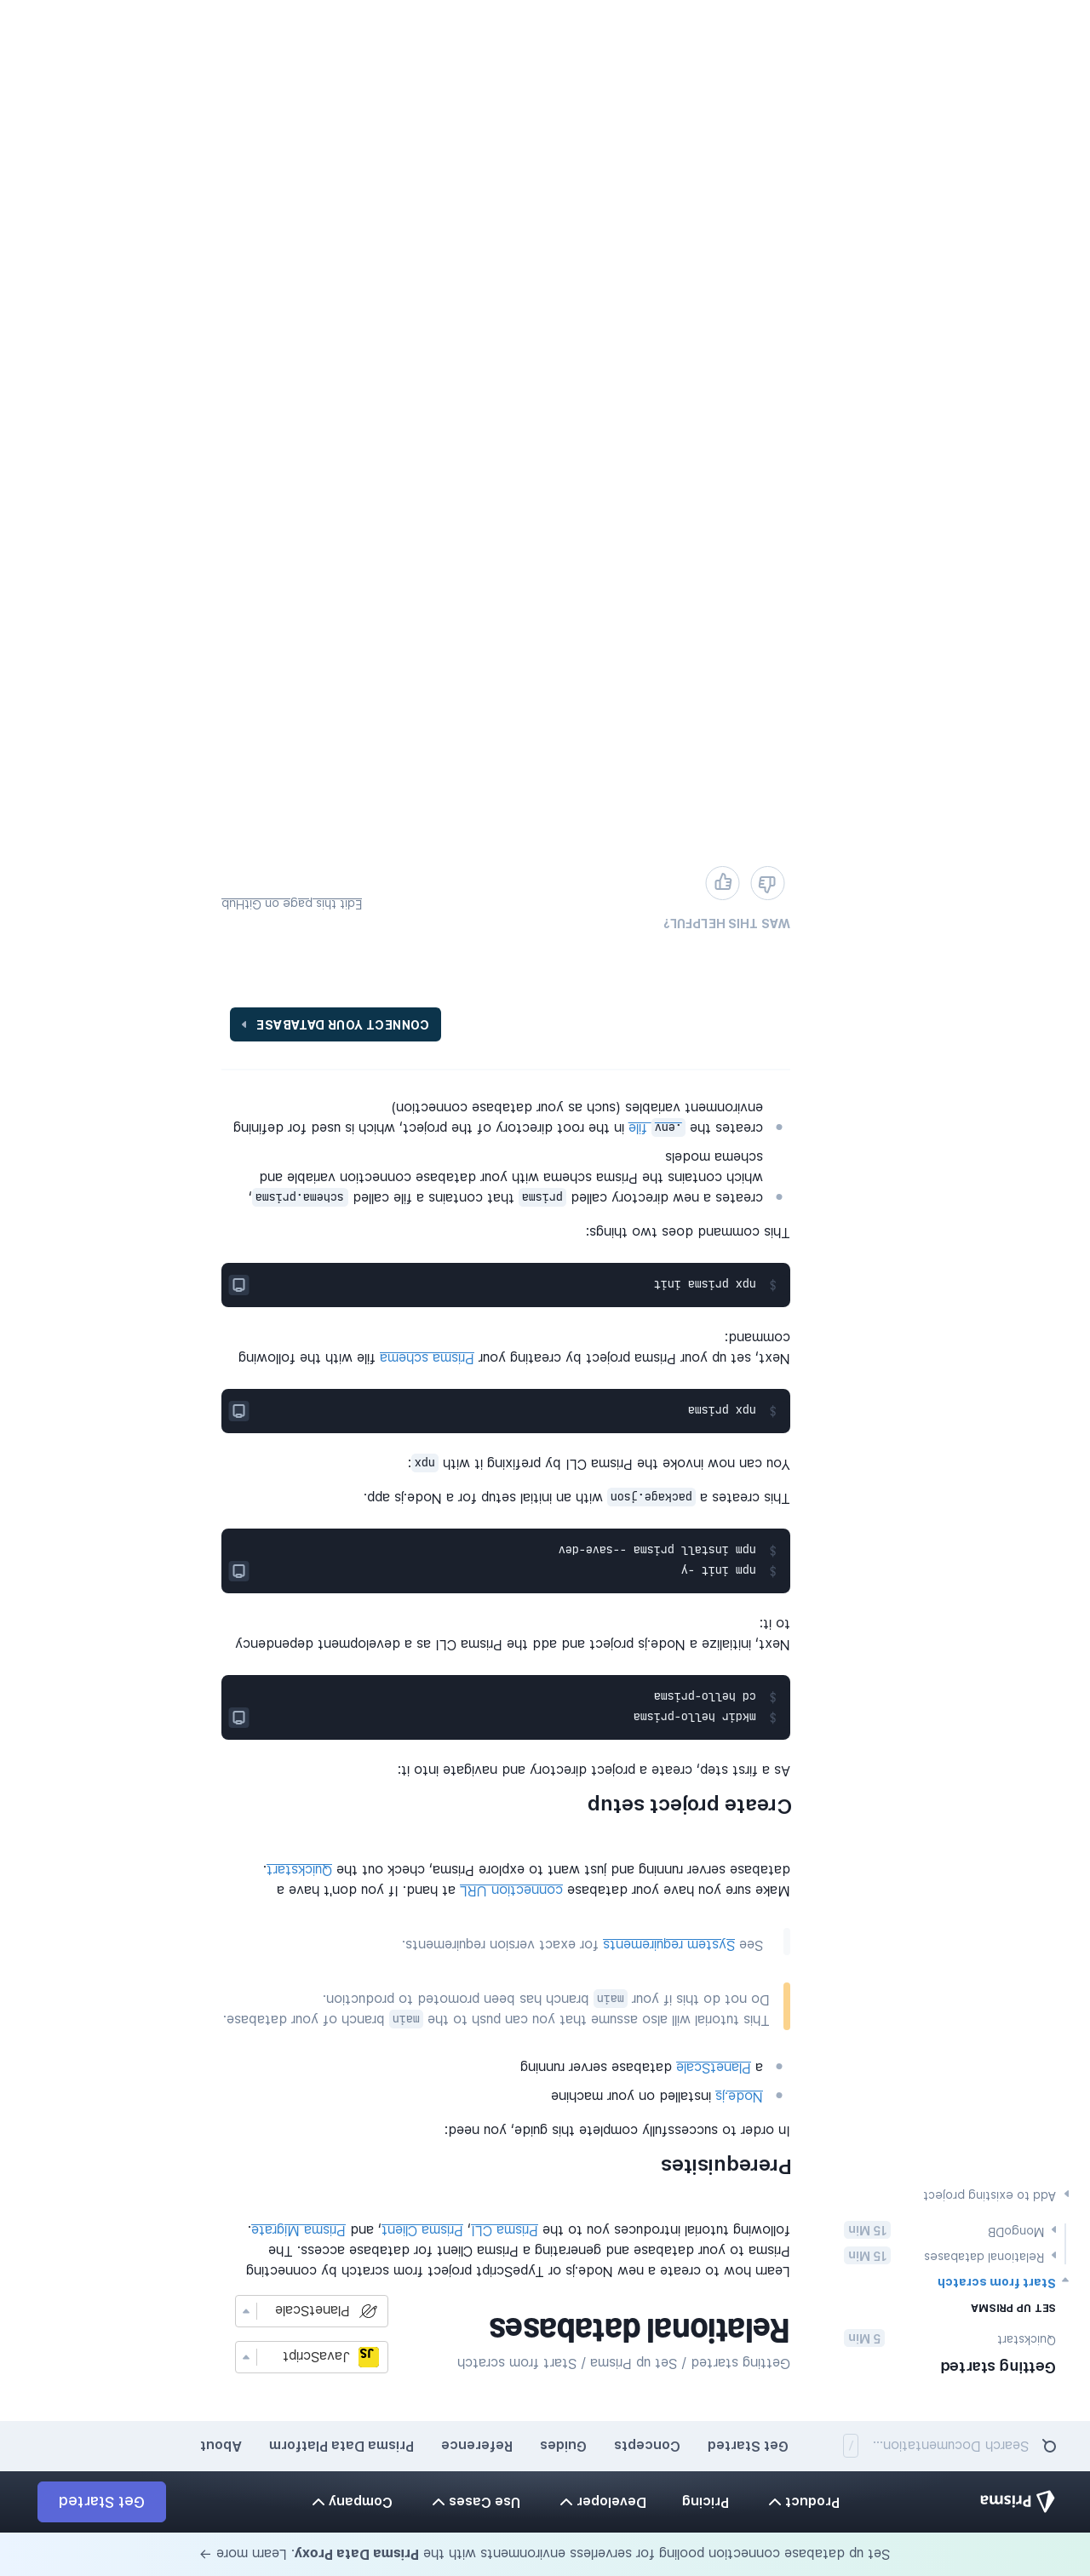 Set up database connection pooling for serverless environments with the Prisma Data Proxy. Learn more →
Prisma
Product
Pricing
Developer
Use Cases
Company
Get Started
Search Documentation...
/
Get Started
Concepts
Guides
Reference
Prisma Data Platform
About
Getting started
Quickstart
5 Min
SET UP PRISMA
Start from scratch
Relational databases
15 Min
MongoDB
15 Min
Add to existing project
Getting started / Set up Prisma / Start from scratch
Relational databases
JS JavaScript
PlanetScale
Learn how to create a new Node.js or TypeScript project from scratch by connecting
Prisma to your database and generating a Prisma Client for database access. The
following tutorial introduces you to the Prisma CLI, Prisma Client, and Prisma Migrate.
Prerequisites
In order to successfully complete this guide, you need:
Node.js installed on your machine
a PlanetScale database server running
This tutorial will also assume that you can push to the main branch of your database.
Do not do this if your main branch has been promoted to production.
See System requirements for exact version requirements.
Make sure you have your database connection URL at hand. If you don't have a
database server running and just want to explore Prisma, check out the Quickstart.
Create project setup
As a first step, create a project directory and navigate into it:
$ mkdir hello-prisma
$ cd hello-prisma
Next, initialize a Node.js project and add the Prisma CLI as a development dependency
to it:
$ npm init -y
$ npm install prisma --save-dev
This creates a package.json with an initial setup for a Node.js app.
You can now invoke the Prisma CLI by prefixing it with npx:
$ npx prisma
Next, set up your Prisma project by creating your Prisma schema file with the following
command:
$ npx prisma init
This command does two things:
creates a new directory called prisma that contains a file called schema.prisma,
which contains the Prisma schema with your database connection variable and
schema models
creates the .env file in the root directory of the project, which is used for defining
environment variables (such as your database connection)
CONNECT YOUR DATABASE
WAS THIS HELPFUL?
Edit this page on GitHub